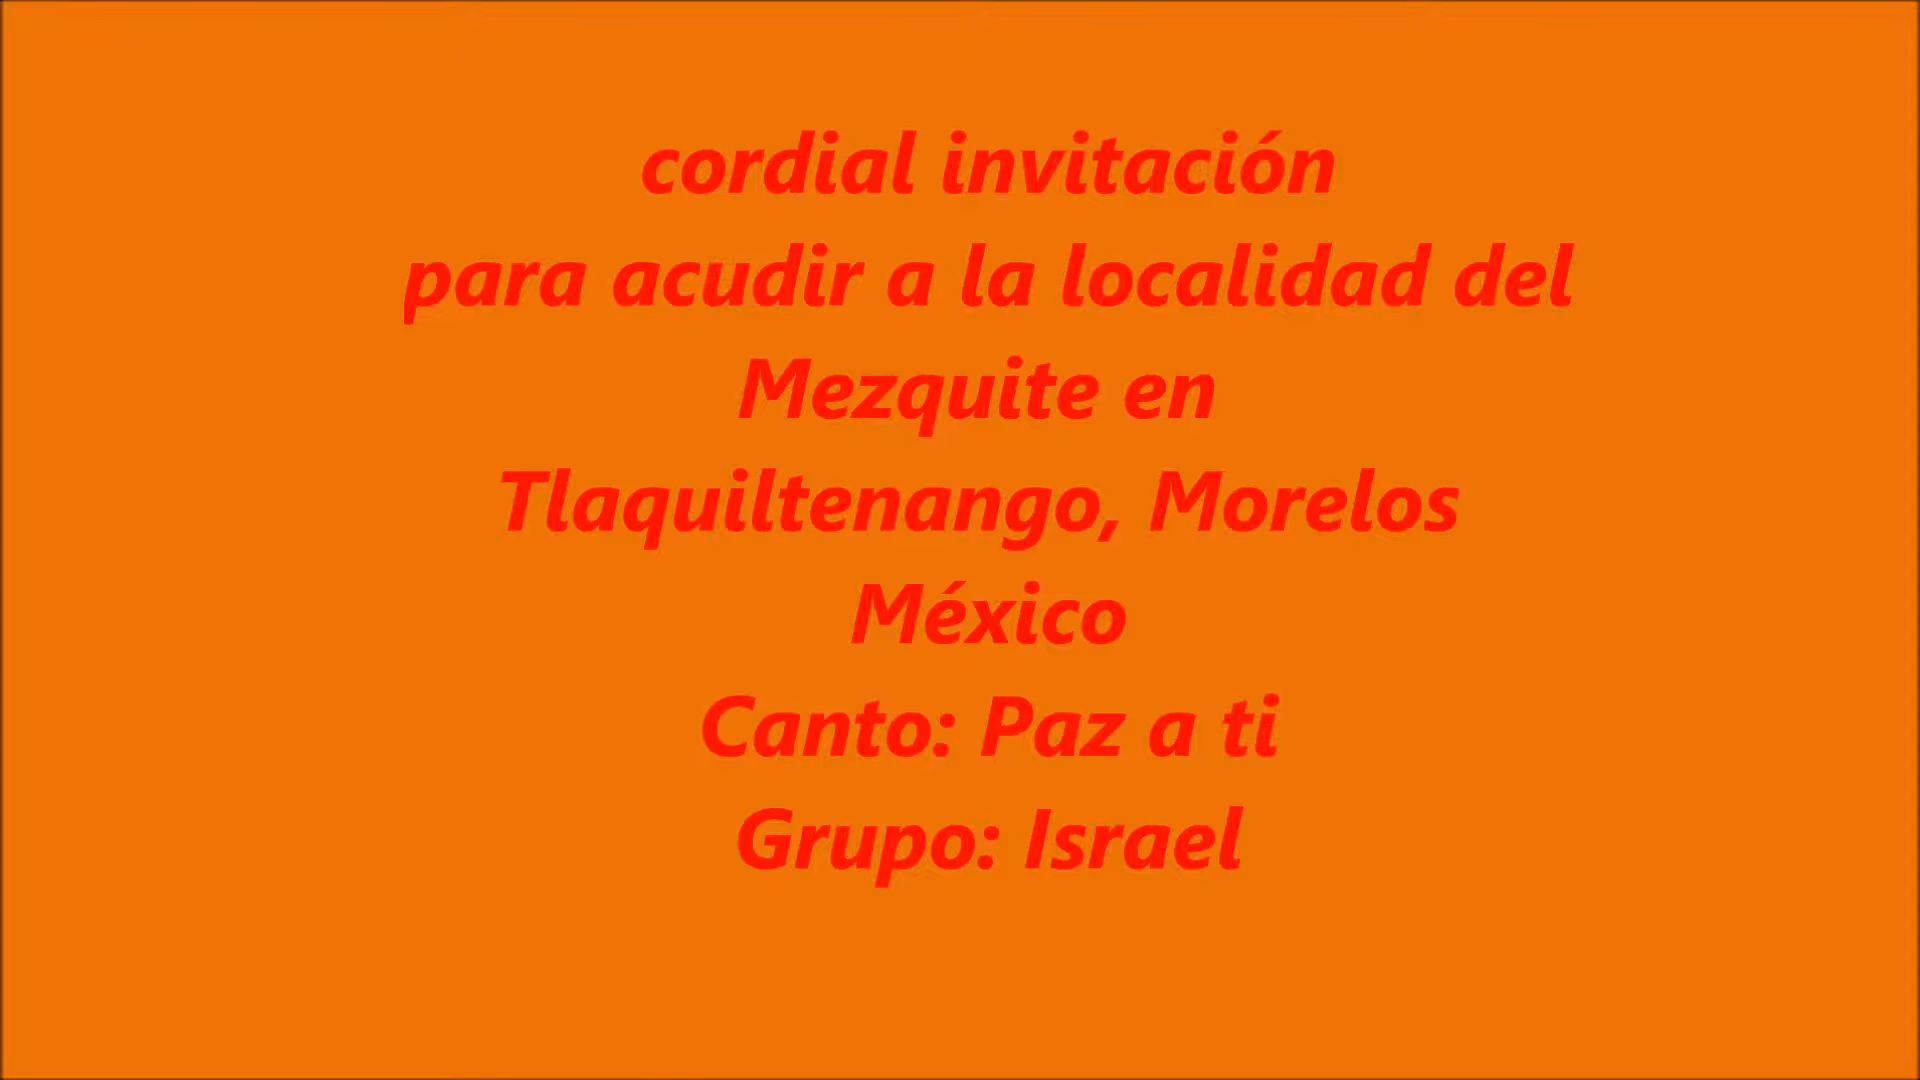 cordial invitación
para acudir a la localidad del
Mezquite en
Tlaquiltenango, Morelos
México
Canto: Paz a ti
Grupo: Israel